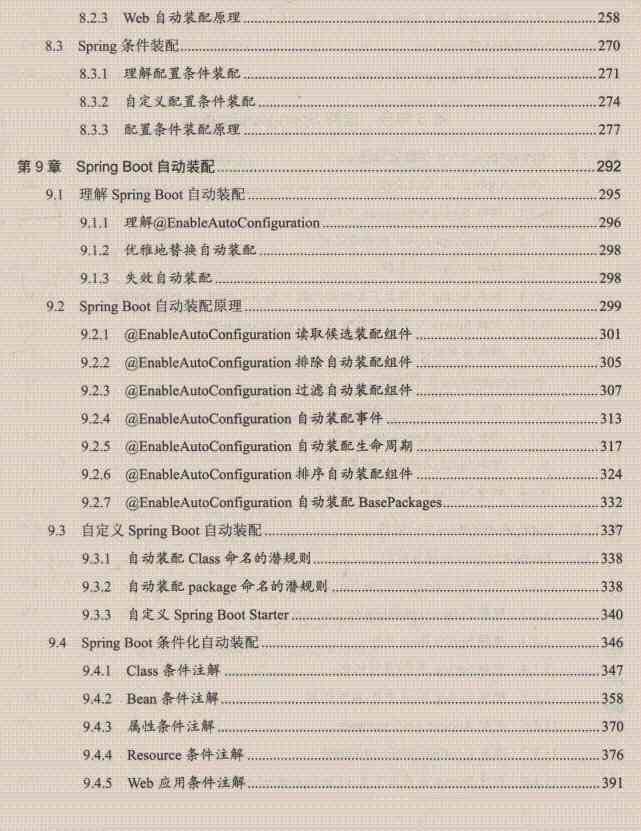 8.2.3 Web 自动装配原理 258
8.3 Spring 条件装配 270
8.3.1 理解配置条件装配 271
8.3.2 自定义配置条件装配 274
8.3.3 配置条件装配原理 277
第 9 章 Spring Boot 自动装配 292
9.1 理解 Spring Boot 自动装配 295
9.1.1 理解@EnableAutoConfiguration 296
9.1.2 优雅地替换自动装配 298
9.1.3 失效自动装配 298
9.2 Spring Boot 自动装配原理 299
9.2.1 @EnableAutoConfiguration 读取候选装配组件 301
9.2.2 @EnableAutoConfiguration 排除自动装配组件 305
9.2.3 @EnableAutoConfiguration 过滤自动装配组件 307
9.2.4 @EnableAutoConfiguration 自动装配事件 313
9.2.5 @EnableAutoConfiguration 自动装配生命周期 317
9.2.6 @EnableAutoConfiguration 排序自动装配组件 324
9.2.7 @EnableAutoConfiguration 自动装配 BasePackages 332
9.3 自定义 Spring Boot 自动装配 337
9.3.1 自动装配 Class 命名的潜规则 338
9.3.2 自动装配 package 命名的潜规则 338
9.3.3 自定义 Spring Boot Starter 340
9.4 Spring Boot 条件化自动装配 346
9.4.1 Class 条件注解 347
9.4.2 Bean 条件注解 358
9.4.3 属性条件注解 370
9.4.4 Resource 条件注解 376
9.4.5 Web 应用条件注解 391